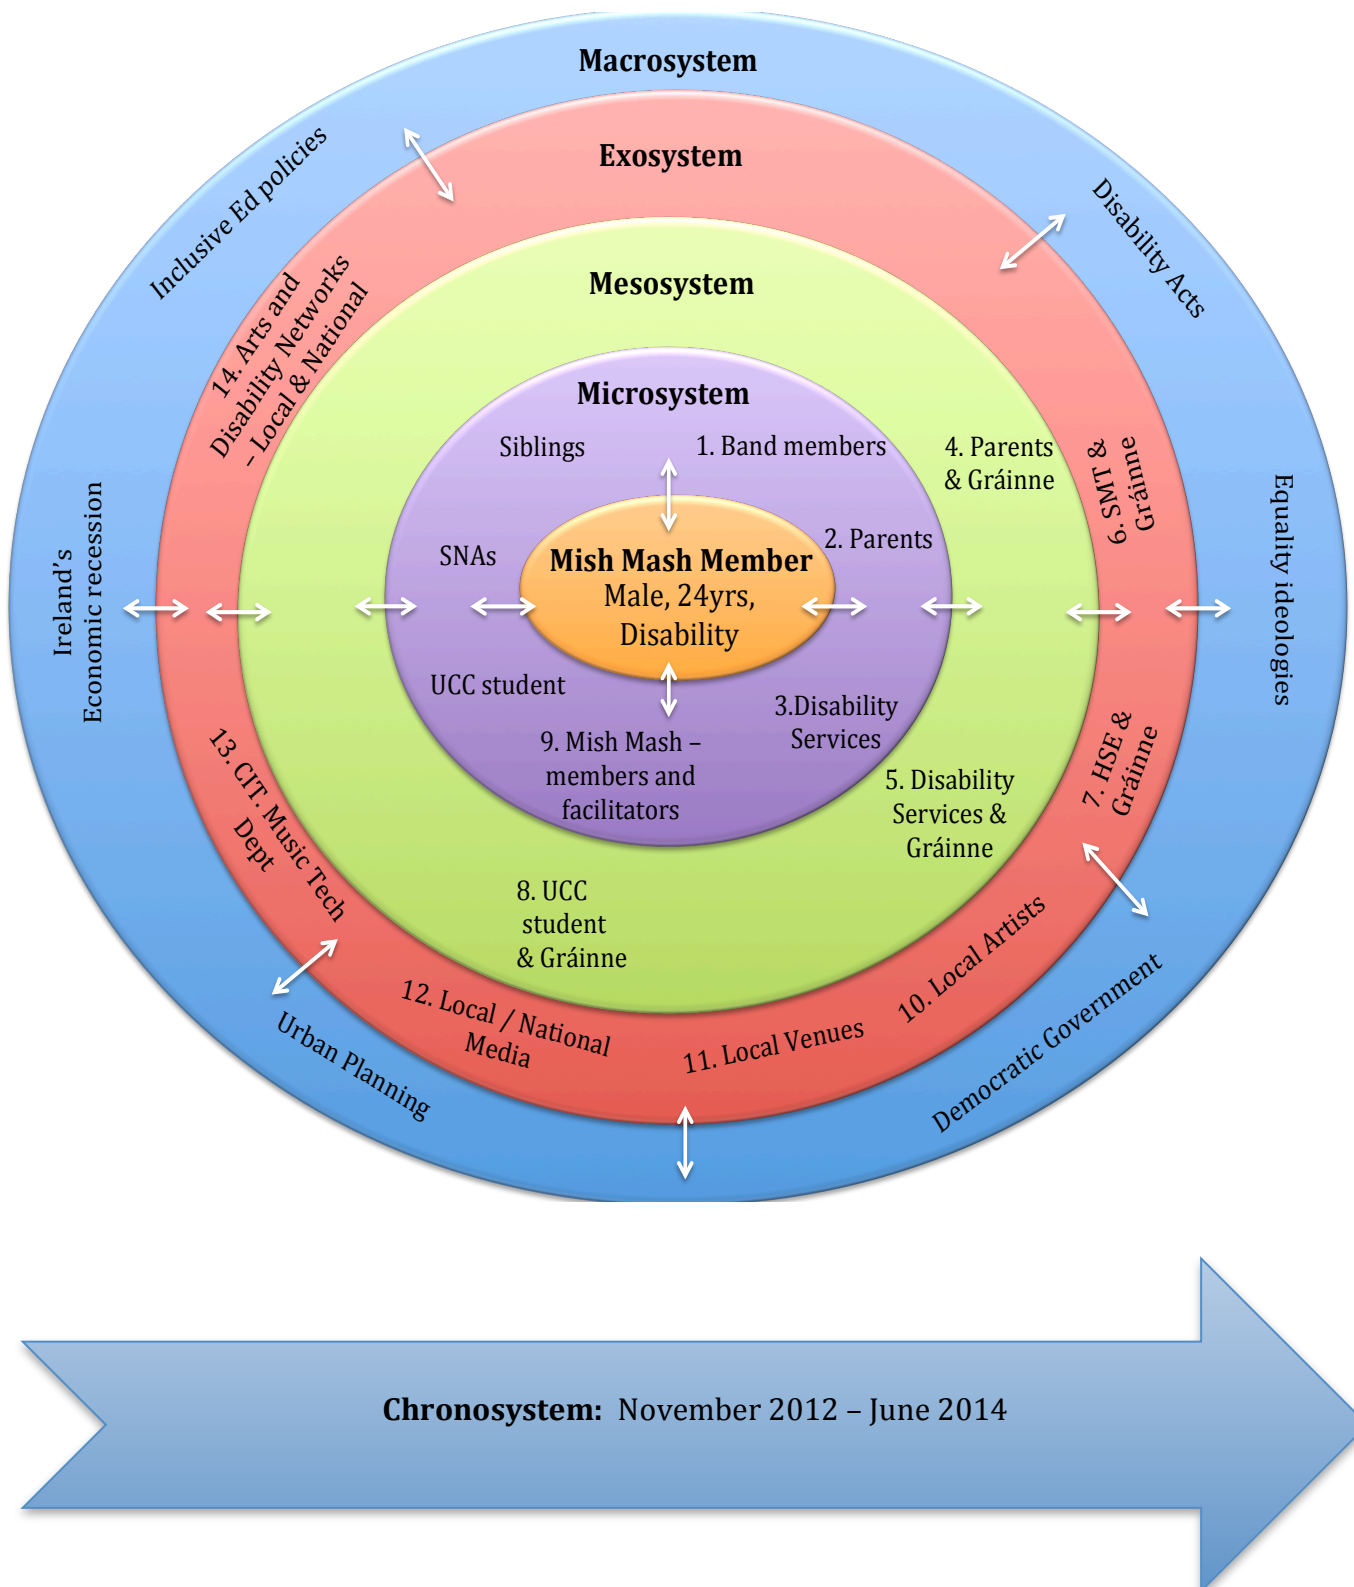 Macrosystem
Inclusive Ed policies
Disability Acts
Ireland's
Economic recession
Equality ideologies
Urban Planning
Democratic Government
Exosystem
14. Arts and
Disability Networks
– Local & National
6. SMT &
Gráinne
7. HSE &
Gráinne
13. CIT. Music Tech
Dept
12. Local / National
Media
11. Local Venues
10. Local Artists
Mesosystem
4. Parents
& Gráinne
5. Disability
Services &
Gráinne
8. UCC
student
& Gráinne
Microsystem
Siblings
1. Band members
SNAs
2. Parents
UCC student
3.Disability
Services
9. Mish Mash –
members and
facilitators
Mish Mash Member
Male, 24yrs,
Disability
Chronosystem: November 2012 – June 2014